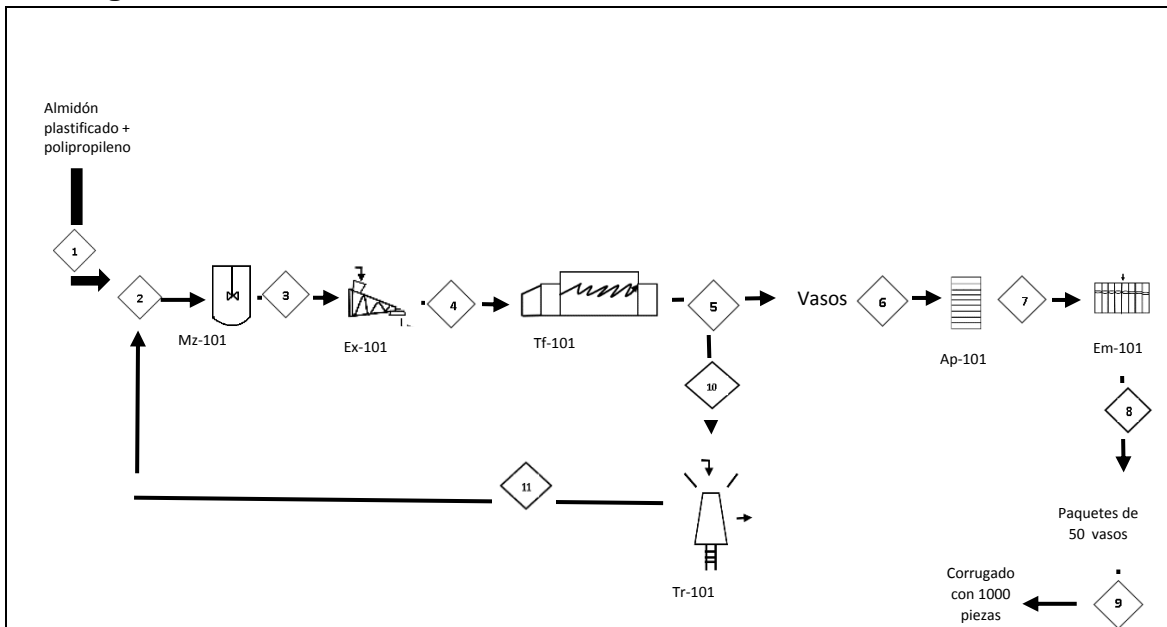 Almidón
plastificado +
polipropileno
1
2
3
4
5
Vasos
6
7
Mz-101
Ex-101
Tf-101
Ap-101
Em-101
10
8
11
Paquetes de
50 vasos
Tr-101
Corrugado
con 1000
piezas
9